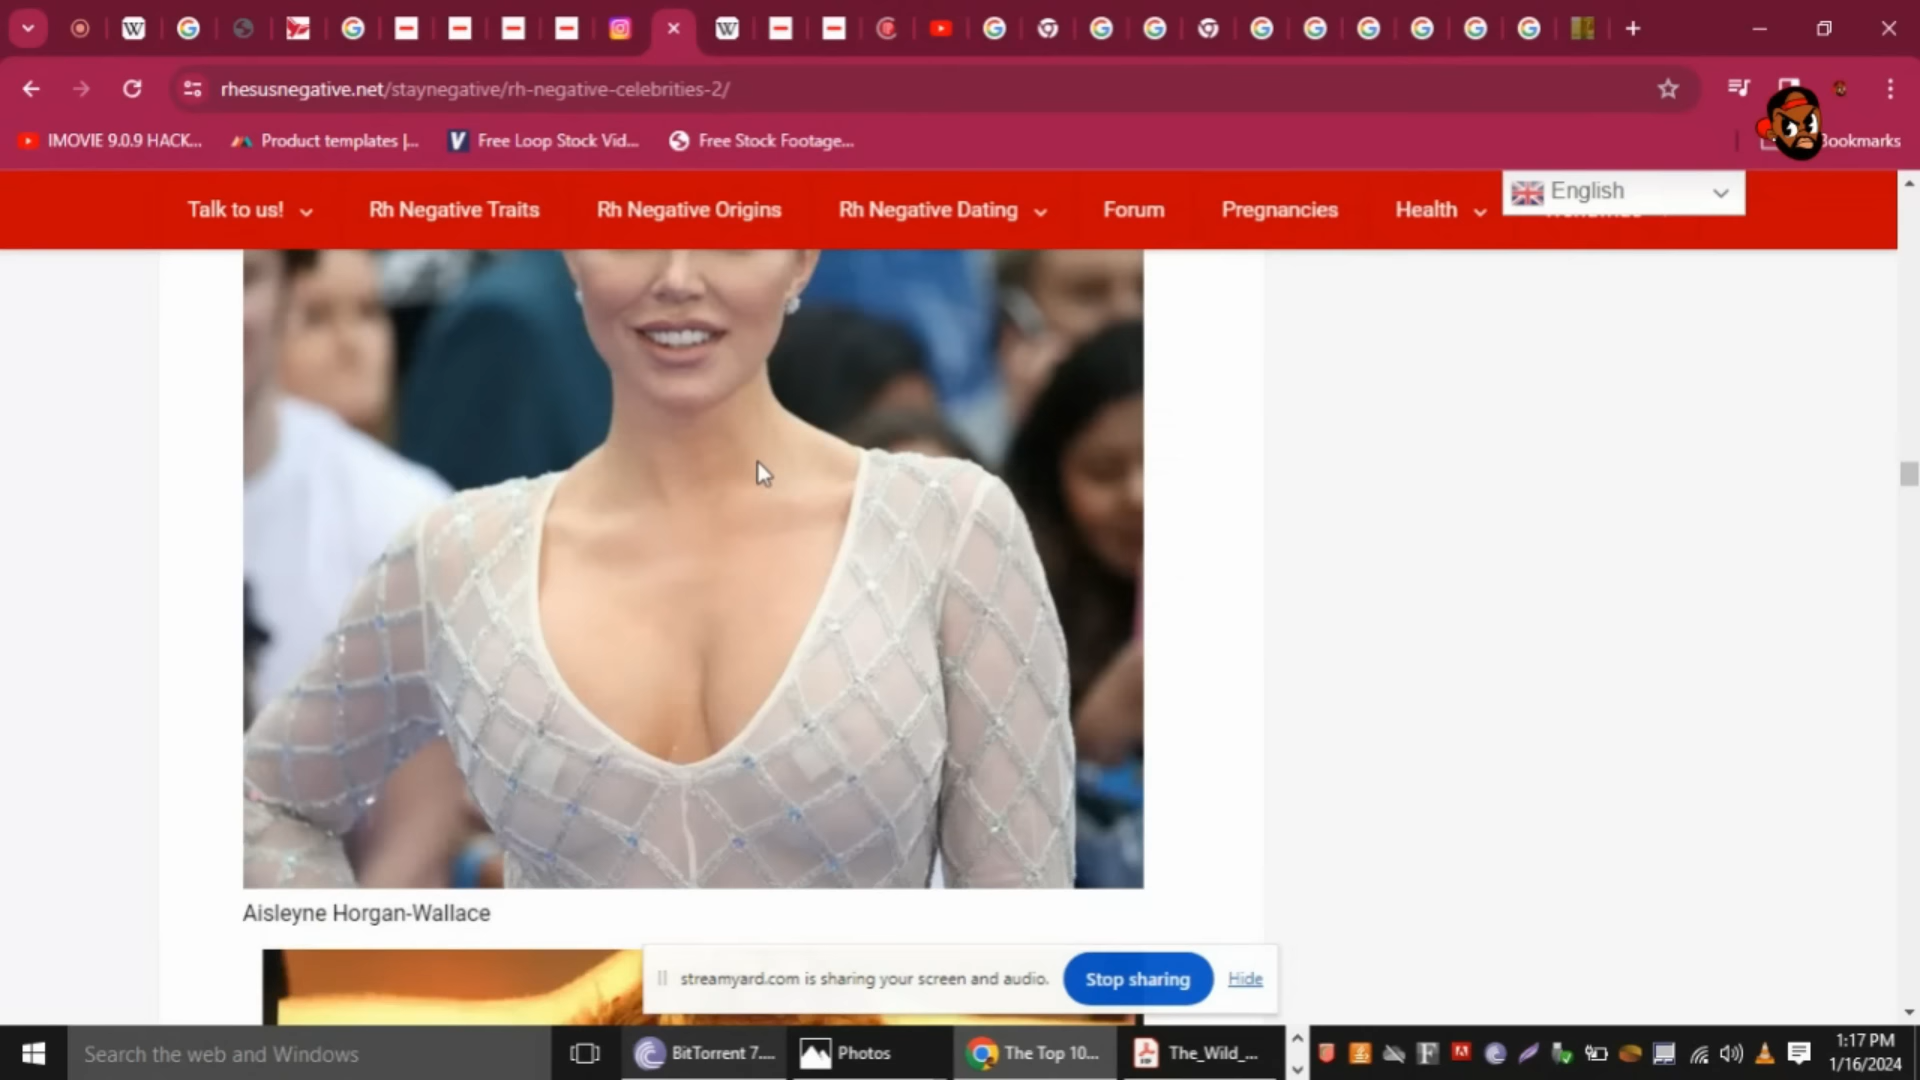 rhesusnegative.net/staynegative/rh-negative-celebrities-2/
IMOVIE 9.0.9 HACK... Product templates |... Free Loop Stock Vid... Free Stock Footage... Bookmarks
English
Talk to us! Rh Negative Traits Rh Negative Origins Rh Negative Dating Forum Pregnancies Health
Aisleyne Horgan-Wallace
streamyard.com is sharing your screen and audio. Stop sharing Hide
Search the web and Windows BitTorrent 7.... Photos The Top 10... The_Wild_...
1:17 PM
1/16/2024